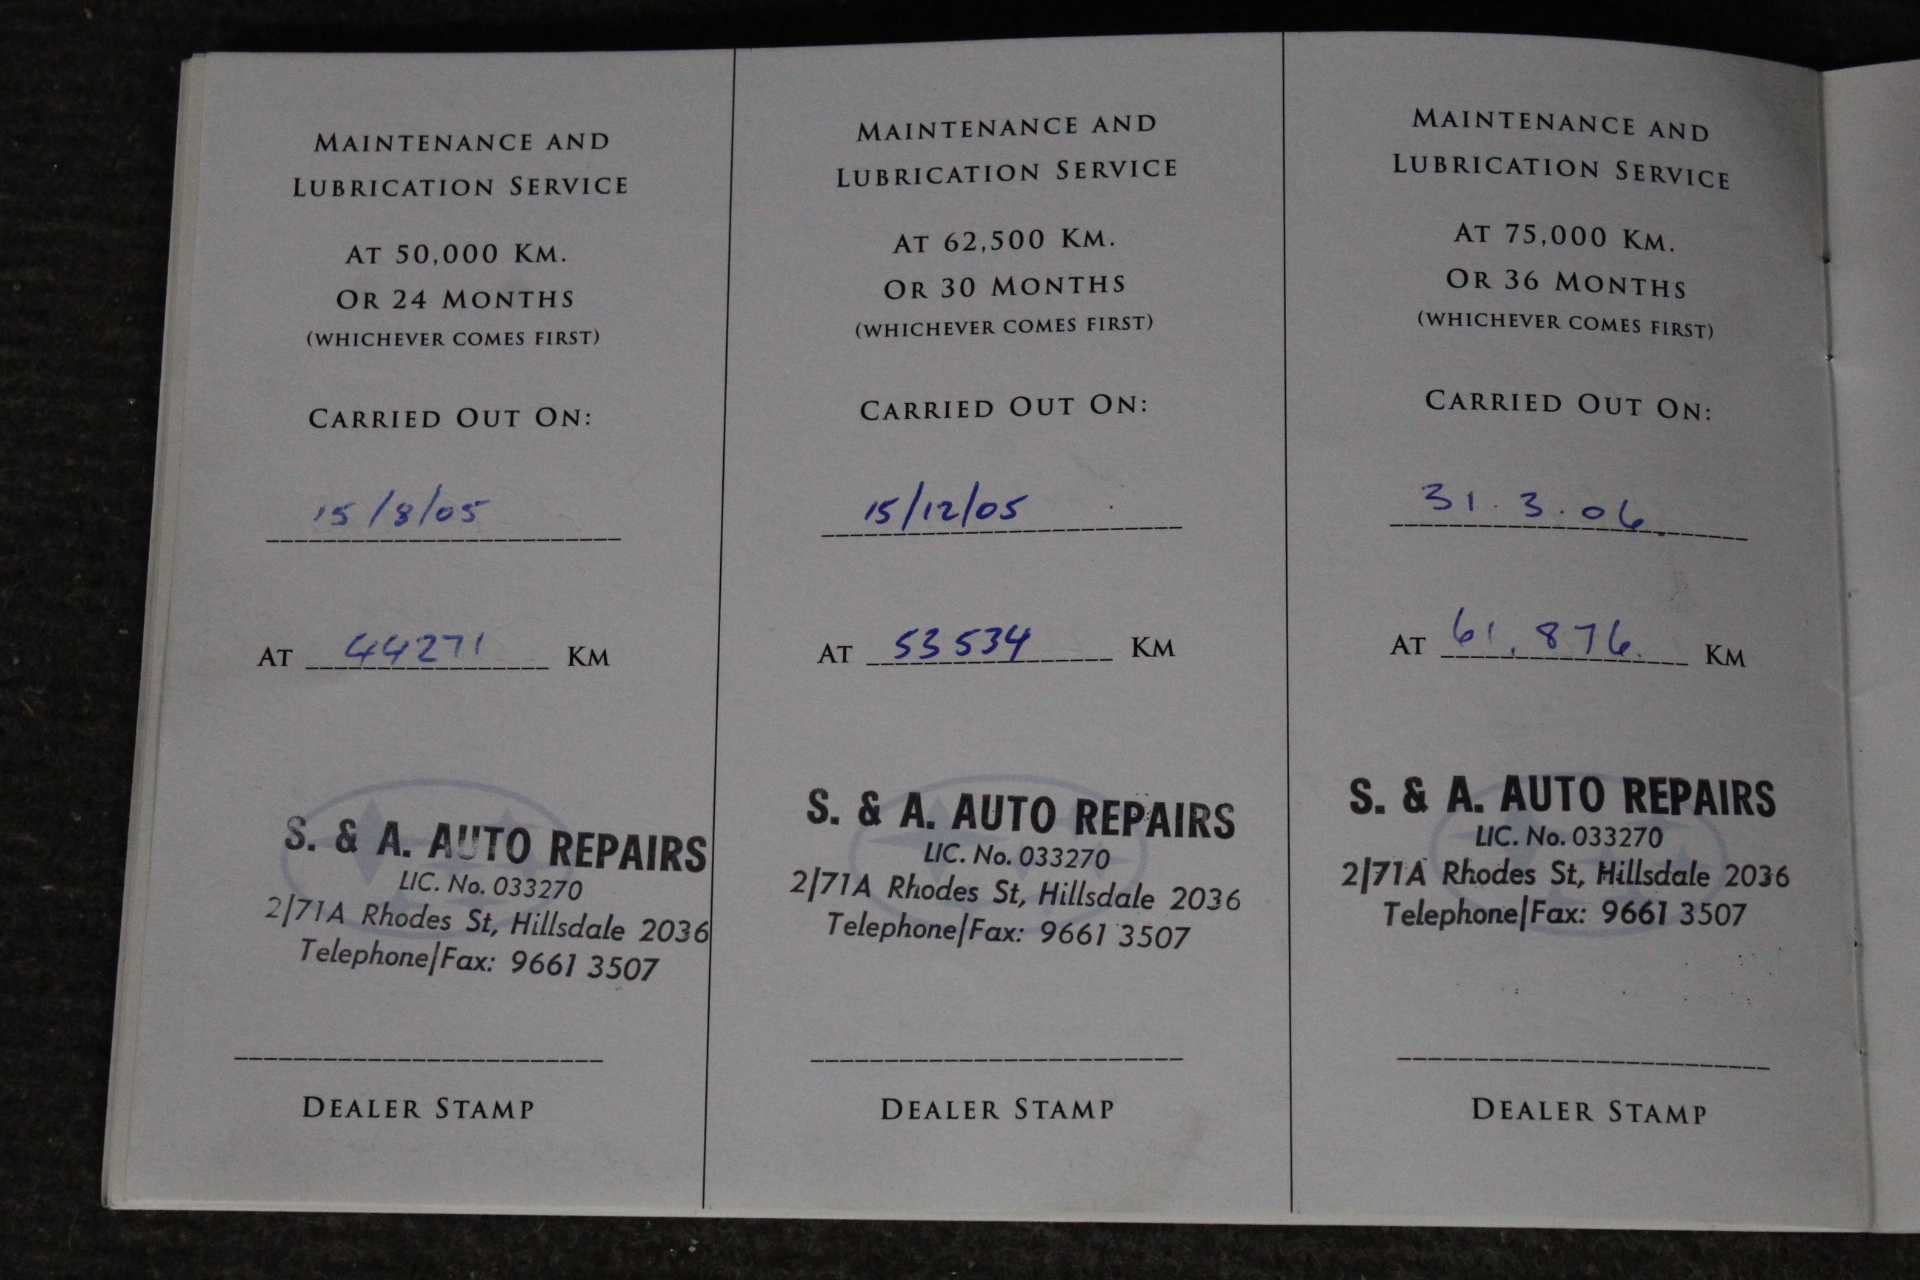 MAINTENANCE AND
LUBRICATION SERVICE
AT 50,000 KM.
OR 24 MONTHS
(WHICHEVER COMES FIRST)
CARRIED OUT ON:
15/8/05
AT 44271 KM
S. & A. AUTO REPAIRS
LIC. No. 033270
2/71A Rhodes St, Hillsdale 2036
Telephone/Fax: 9661 3507
DEALER STAMP
MAINTENANCE AND
LUBRICATION SERVICE
AT 62,500 KM.
OR 30 MONTHS
(WHICHEVER COMES FIRST)
CARRIED OUT ON:
15/12/05
AT 53534 KM
S. & A. AUTO REPAIRS
LIC. No. 033270
2/71A Rhodes St, Hillsdale 2036
Telephone/Fax: 9661 3507
DEALER STAMP
MAINTENANCE AND
LUBRICATION SERVICE
AT 75,000 KM.
OR 36 MONTHS
(WHICHEVER COMES FIRST)
CARRIED OUT ON:
31.3.06.
AT 61,876. KM
S. & A. AUTO REPAIRS
LIC. No. 033270
2/71A Rhodes St, Hillsdale 2036
Telephone/Fax: 9661 3507
DEALER STAMP